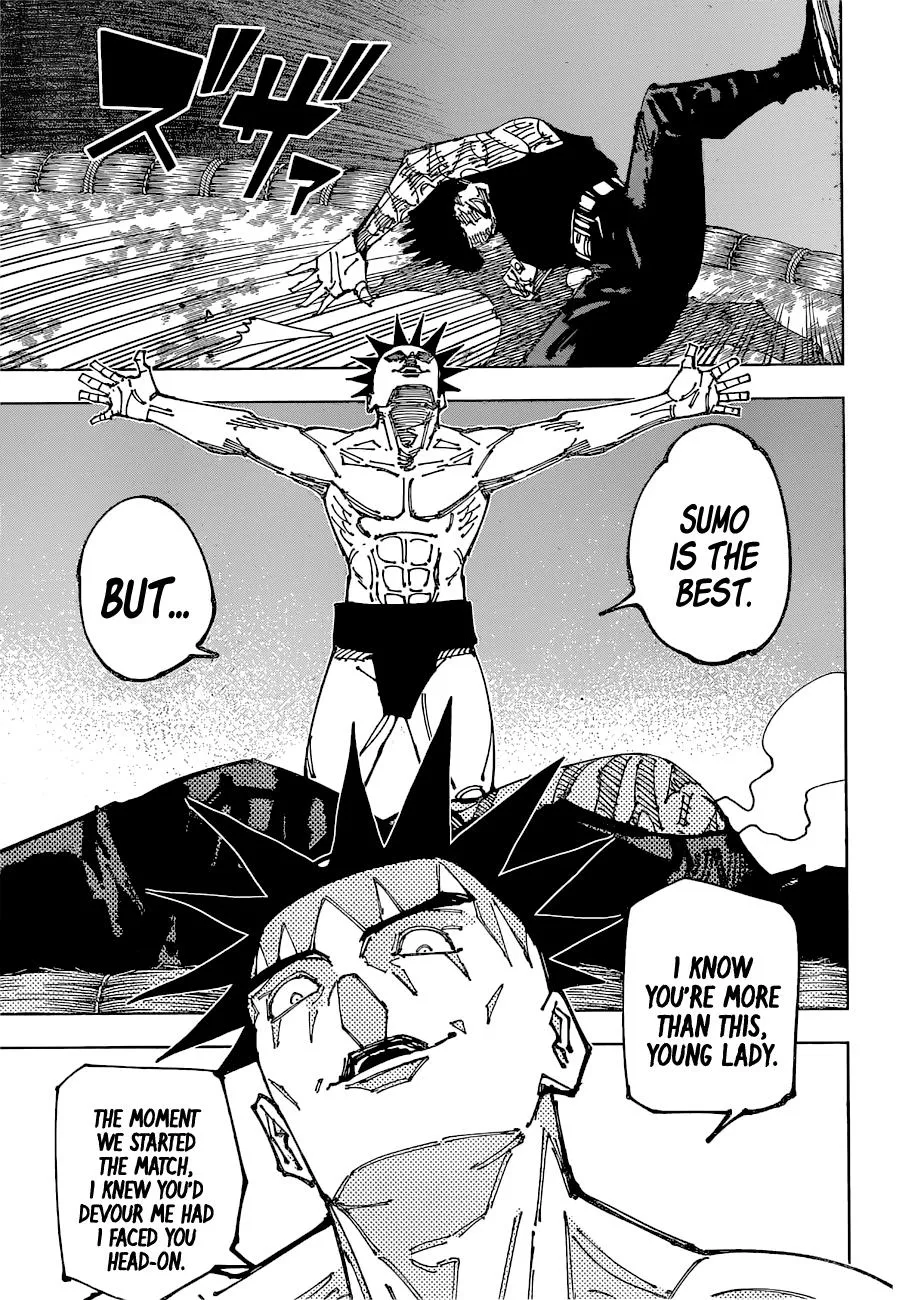 ズザァ
SUMO
IS THE
BEST.
BUT...
I KNOW
YOU'RE MORE
THAN THIS,
YOUNG LADY.
THE MOMENT
WE STARTED
THE MATCH,
I KNEW YOU'D
DEVOUR ME HAD
I FACED YOU
HEAD-ON.